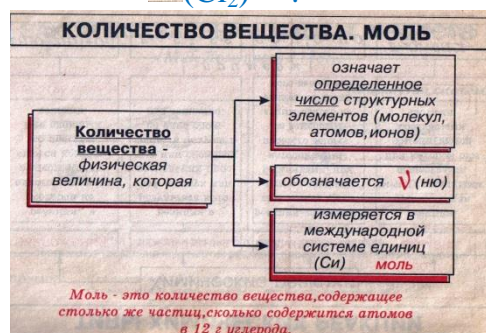 (Cl₂)
КОЛИЧЕСТВО ВЕЩЕСТВА. МОЛЬ
Количество
вещества -
физическая
величина, которая
означает
определенное
число структурных
элементов (молекул,
атомов,ионов)
обозначается ν (ню)
измеряется в
международной
системе единиц
(Си) моль
Моль - это количество вещества,содержащее
столько же частиц,сколько содержится атомов
в 12 г углерода.